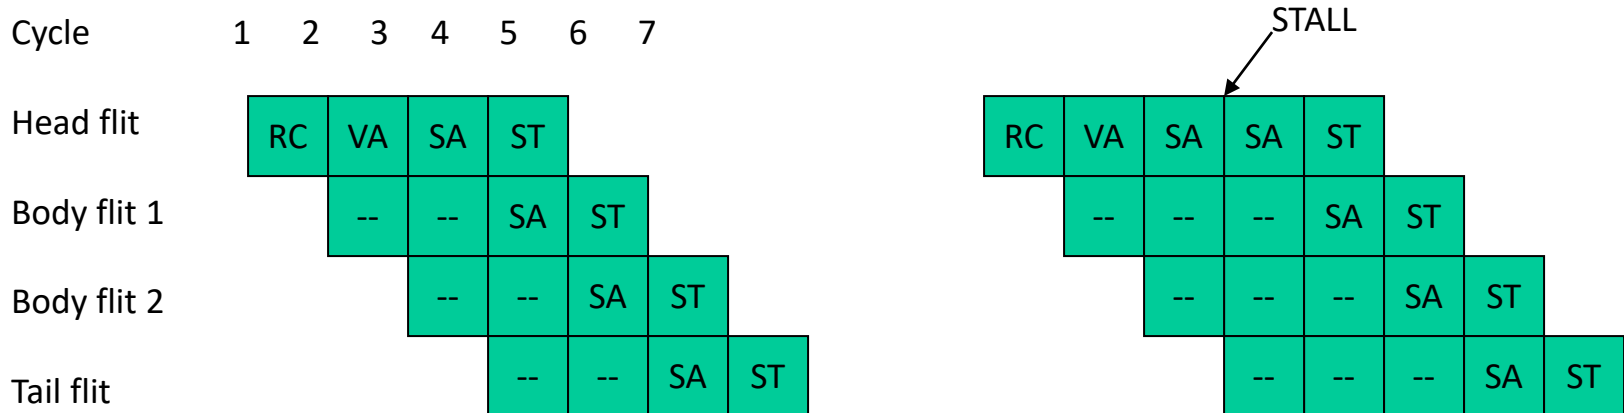 Cycle 1 2 3 4 5 6 7 STALL
Head flit RC VA SA ST RC VA SA SA ST
Body flit 1 -- -- SA ST -- -- -- SA ST
Body flit 2 -- -- SA ST -- -- -- SA ST
Tail flit -- -- SA ST -- -- -- SA ST